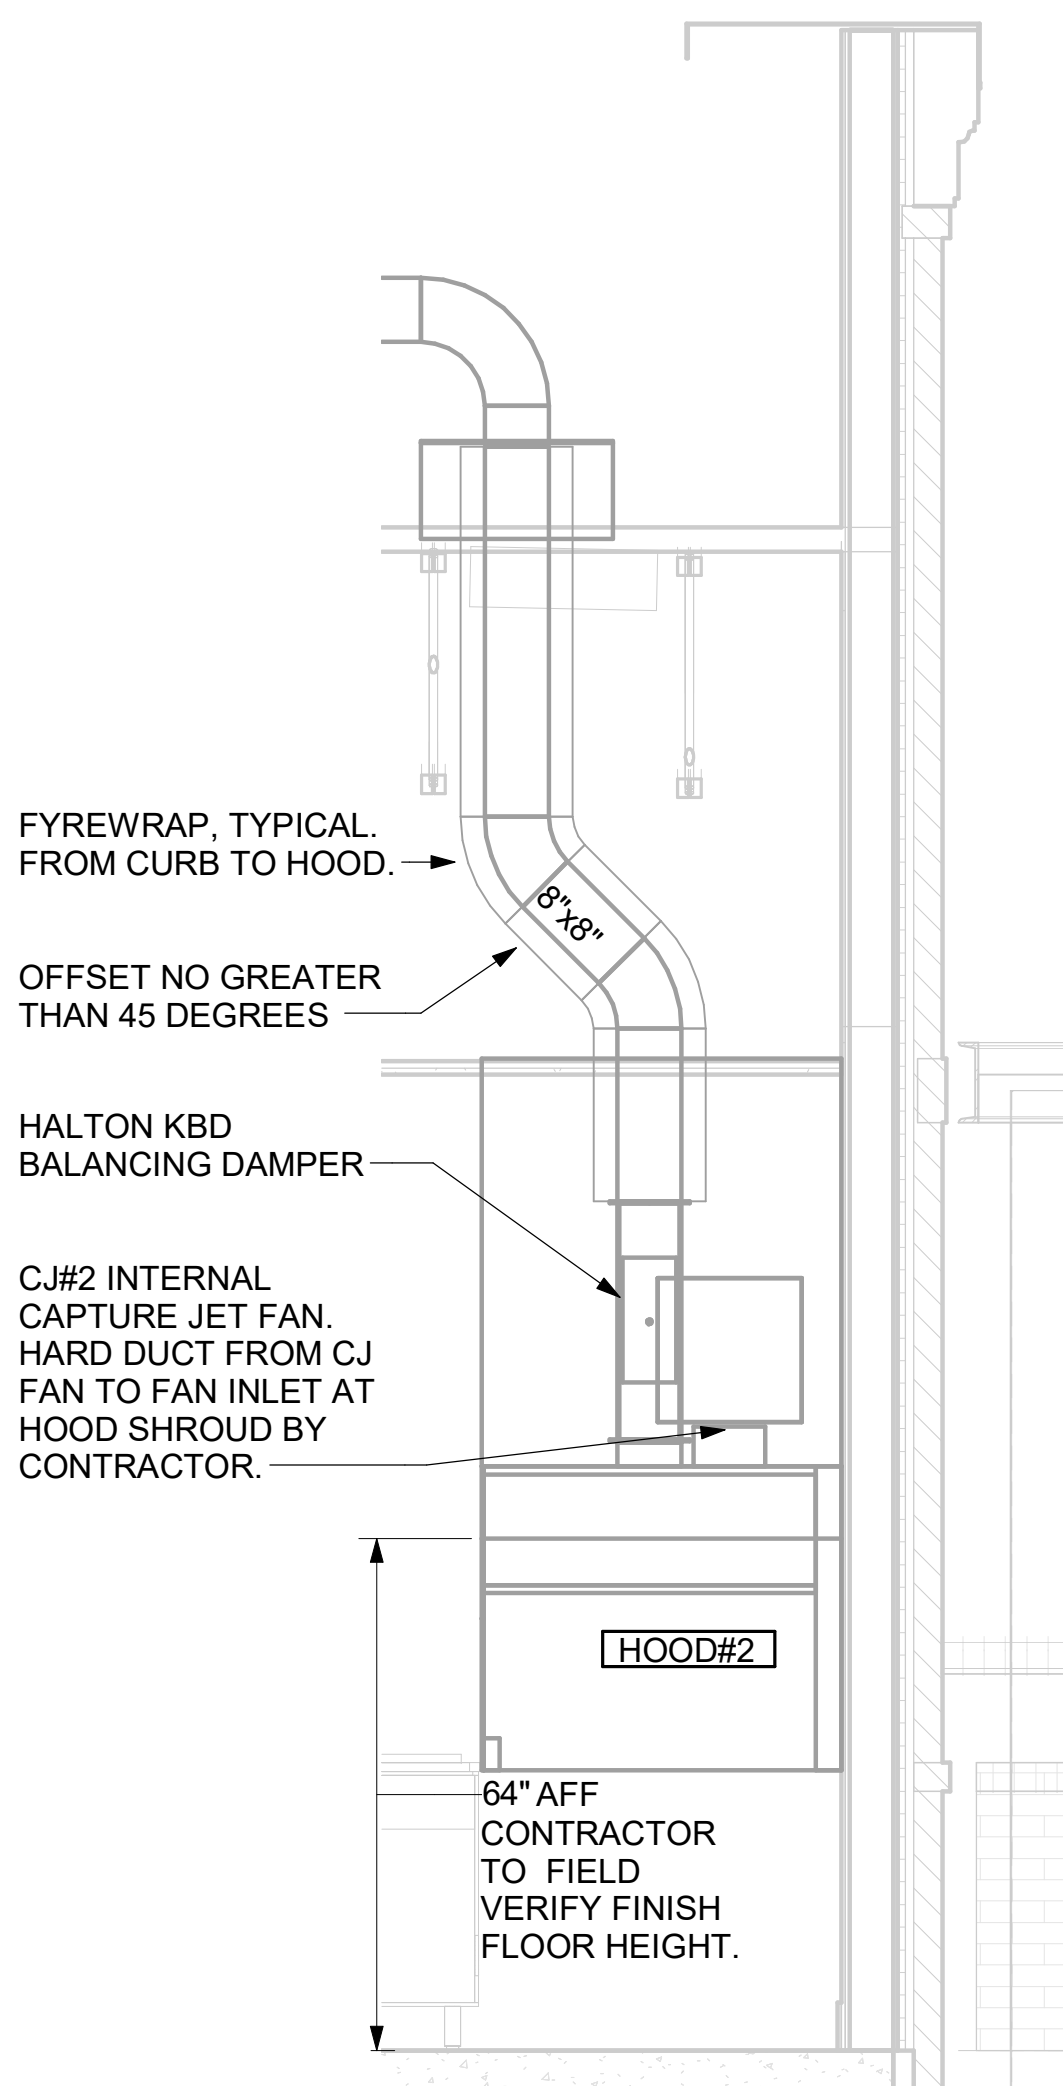 FYREWRAP, TYPICAL.
FROM CURB TO HOOD.
8"x8"
OFFSET NO GREATER
THAN 45 DEGREES
HALTON KBD
BALANCING DAMPER
CJ#2 INTERNAL
CAPTURE JET FAN.
HARD DUCT FROM CJ
FAN TO FAN INLET AT
HOOD SHROUD BY
CONTRACTOR.
HOOD#2
64" AFF
CONTRACTOR
TO FIELD
VERIFY FINISH
FLOOR HEIGHT.